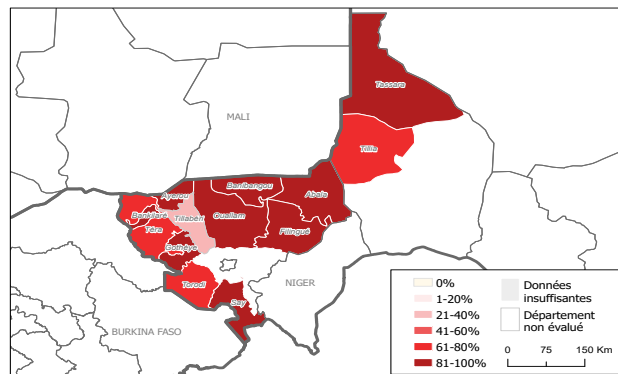 Tassara
MALI
Tillia
Banibangou
Abala
Ayorou
Bankilaré
Tillabéri
Ouallam
Téra
Filingué
Gothèye
Torodi
Say
NIGER
BURKINA FASO
0%
1-20%
21-40%
41-60%
61-80%
81-100%
Données
insuffisantes
Département
non évalué
0 75 150 Km